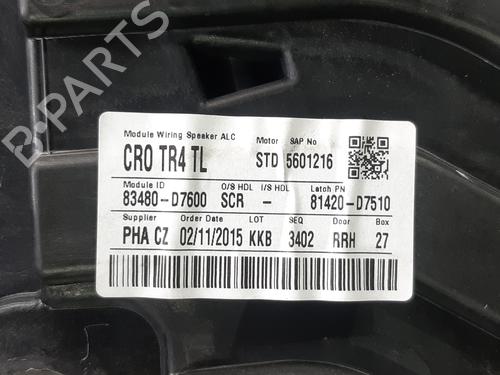 Module Wiring Speaker ALC Motor SAP No
CRO TR4 TL STD 5601216
Module ID O/S HDL I/S HDL Latch PN
83480-D7600 SCR - 81420-D7510
Supplier Order Date LOT SEQ Door Box
PHA CZ 02/11/2015 KKB 3402 RRH 27